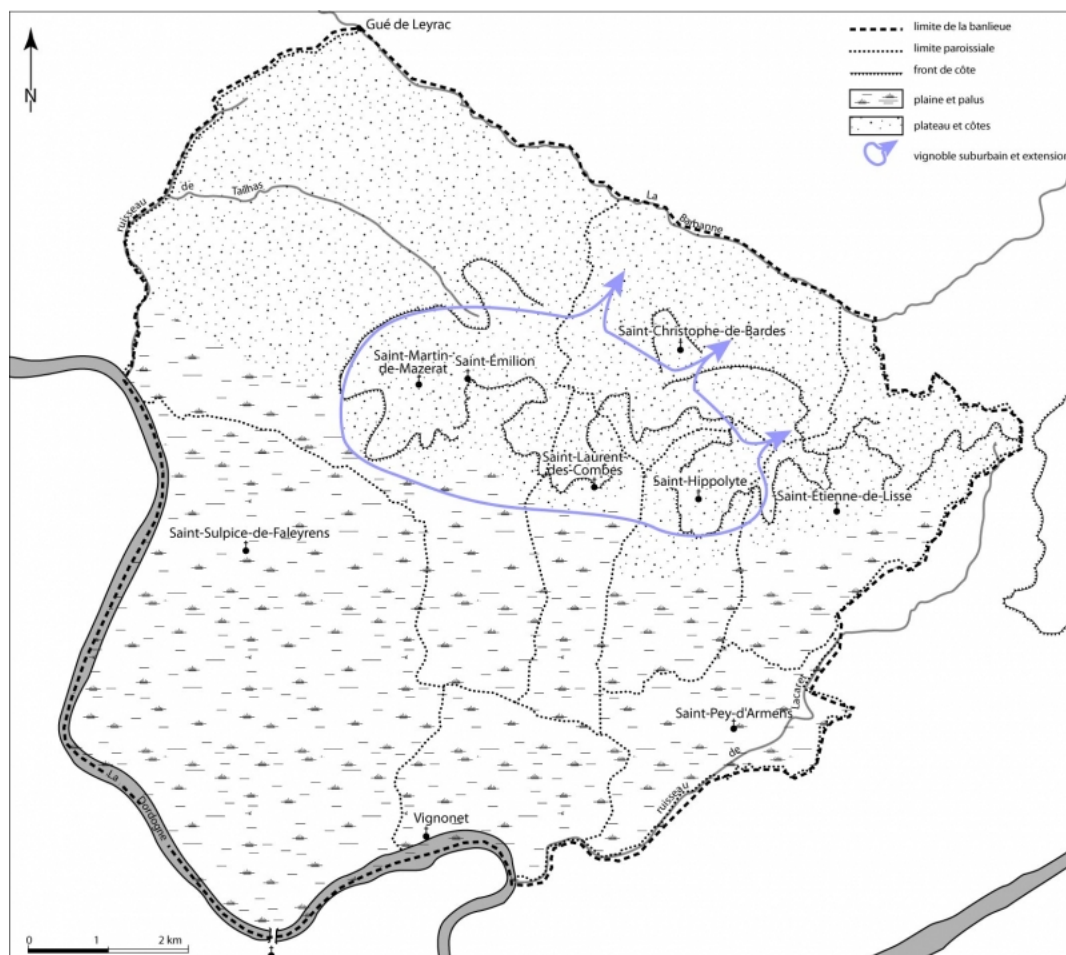 Gué de Leyrac
limite de la banlieue
limite paroissiale
front de côte
plaine et palus
plateau et côtes
vignoble suburbain et extension
N
ruisseau de Tailhas
La Barbanne
Saint-Christophe-de-Bardes
Saint-Martin-
de-Mazerat
Saint-Émilion
Saint-Laurent-
des-Combes
Saint-Hippolyte
Saint-Étienne-de-Lisse
Saint-Sulpice-de-Faleyrens
Saint-Pey-d'Armens
ruisseau de Lacaret
La Dordogne
Vignonet
0 1 2 km